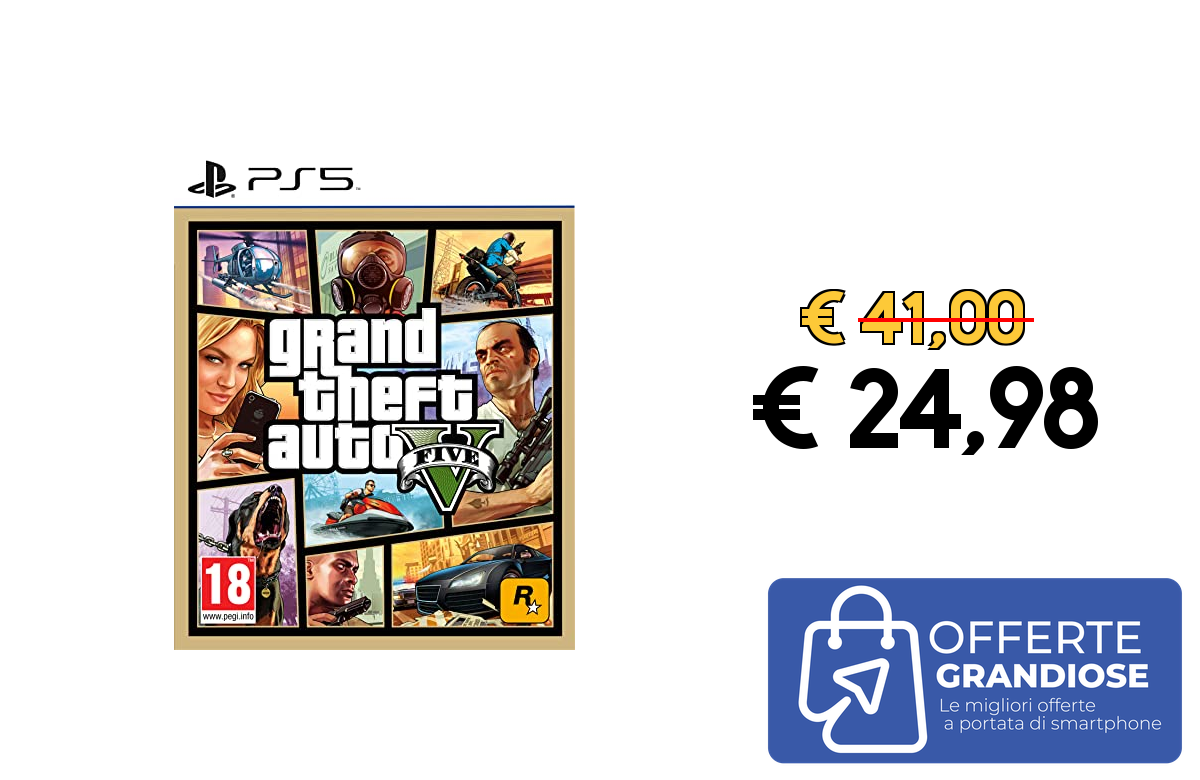 PS5
grand
theft
auto V
FIVE
18
www.pegi.info
R
€ 41,00
€ 24,98
OFFERTE
GRANDIOSE
Le migliori offerte
a portata di smartphone